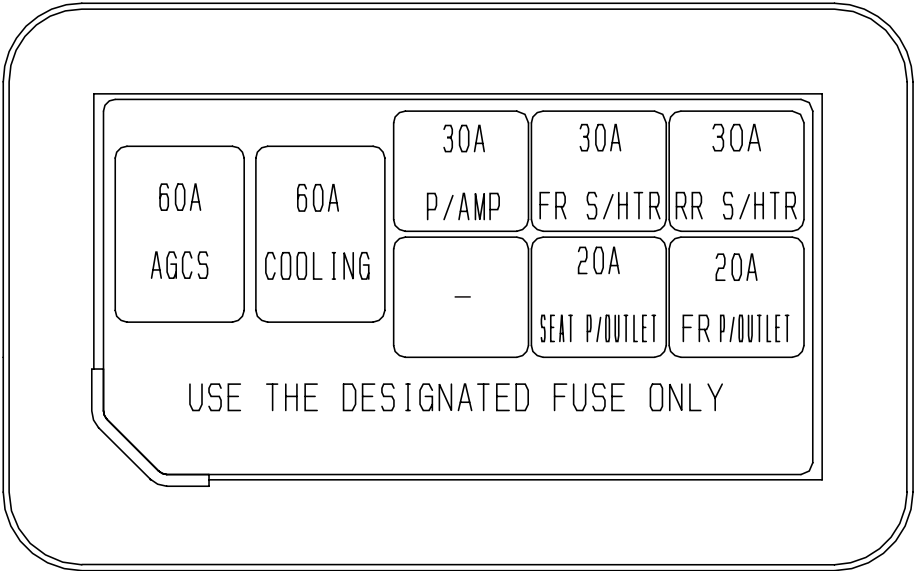 60A
AGCS
60A
COOLING
30A
P/AMP
30A
FR S/HTR
30A
RR S/HTR
-
20A
SEAT P/OUTLET
20A
FR P/OUTLET
USE THE DESIGNATED FUSE ONLY